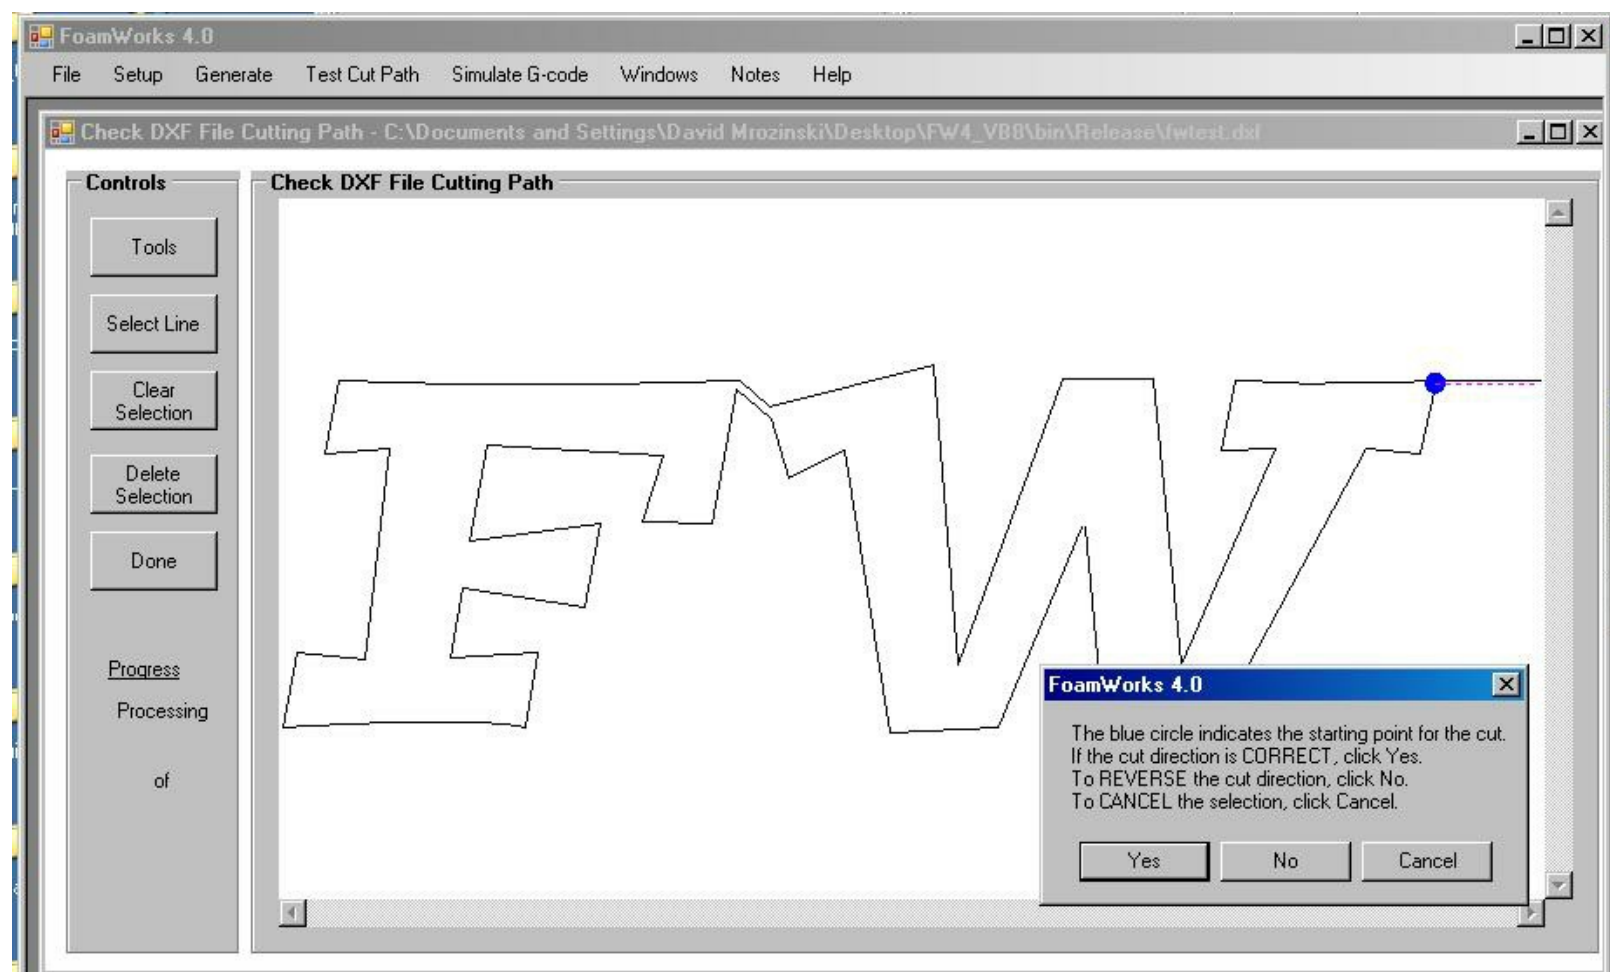 FoamWorks 4.0
File Setup Generate Test Cut Path Simulate G-code Windows Notes Help
Check DXF File Cutting Path - C:\Documents and Settings\David Mrozinski\Desktop\FW4_VB8\bin\Release\fwtest.dxf
Controls
Check DXF File Cutting Path
Tools
Select Line
Clear
Selection
Delete
Selection
Done
Progress
Processing
of
FW
FoamWorks 4.0
The blue circle indicates the starting point for the cut.
If the cut direction is CORRECT, click Yes.
To REVERSE the cut direction, click No.
To CANCEL the selection, click Cancel.
Yes No Cancel